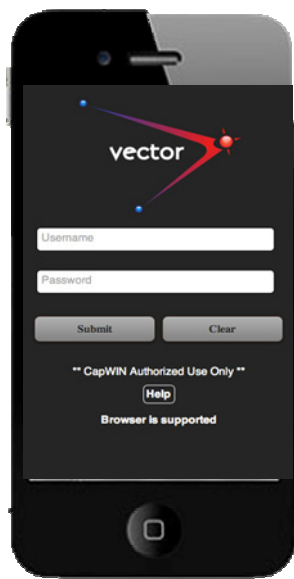 vector
Username
Password
Submit Clear
** CapWIN Authorized Use Only **
Help
Browser is supported